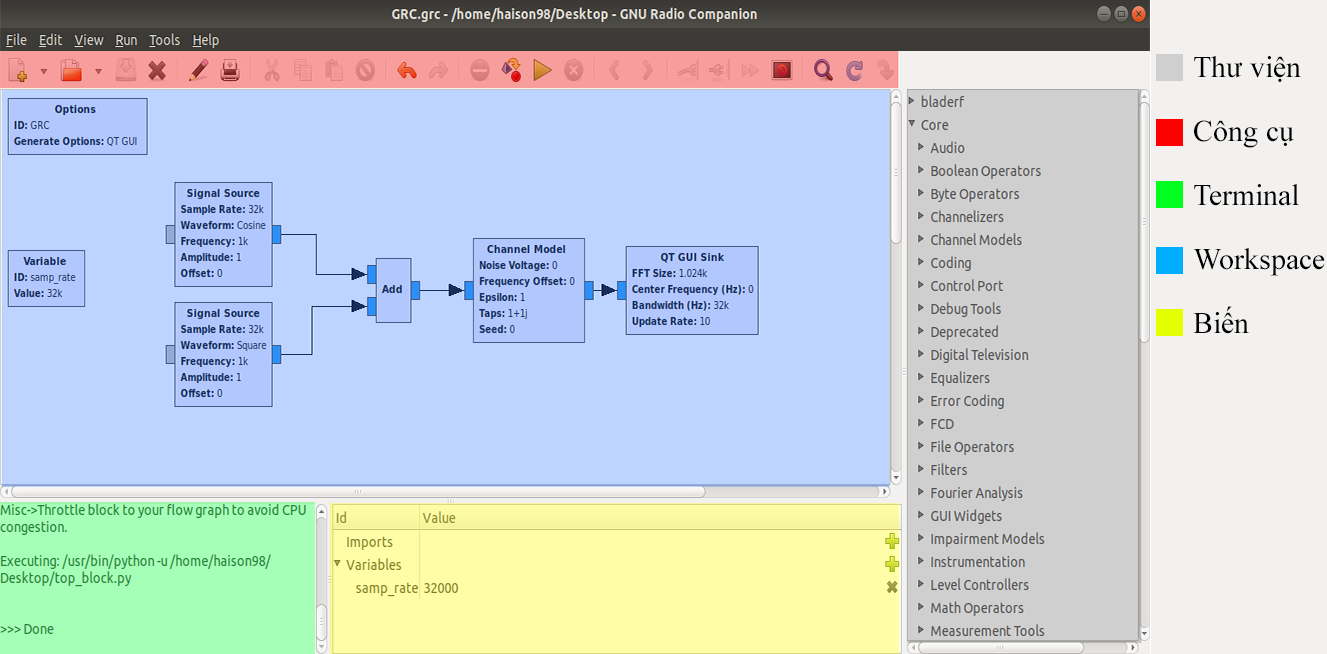 GRC.grc - /home/haison98/Desktop - GNU Radio Companion
File Edit View Run Tools Help
Options
ID: GRC
Generate Options: QT GUI
Variable
ID: samp_rate
Value: 32k
Signal Source
Sample Rate: 32k
Waveform: Cosine
Frequency: 1k
Amplitude: 1
Offset: 0
Signal Source
Sample Rate: 32k
Waveform: Square
Frequency: 1k
Amplitude: 1
Offset: 0
Add
Channel Model
Noise Voltage: 0
Frequency Offset: 0
Epsilon: 1
Taps: 1+1j
Seed: 0
QT GUI Sink
FFT Size: 1.024k
Center Frequency (Hz): 0
Bandwidth (Hz): 32k
Update Rate: 10
Misc->Throttle block to your flow graph to avoid CPU
congestion.
Executing: /usr/bin/python -u /home/haison98/
Desktop/top_block.py
>>> Done
Id Value
Imports
Variables
samp_rate 32000
bladerf
Core
Audio
Boolean Operators
Byte Operators
Channelizers
Channel Models
Coding
Control Port
Debug Tools
Deprecated
Digital Television
Equalizers
Error Coding
FCD
File Operators
Filters
Fourier Analysis
GUI Widgets
Impairment Models
Instrumentation
Level Controllers
Math Operators
Measurement Tools
Thư viện
Công cụ
Terminal
Workspace
Biến